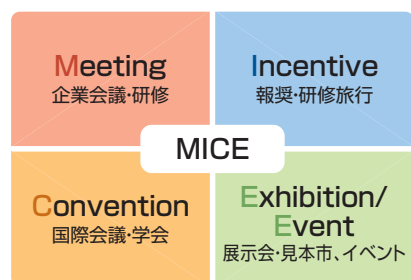 Meeting
企業会議・研修
Incentive
報奨・研修旅行
MICE
Convention
国際会議・学会
Exhibition/
Event
展示会・見本市、イベント